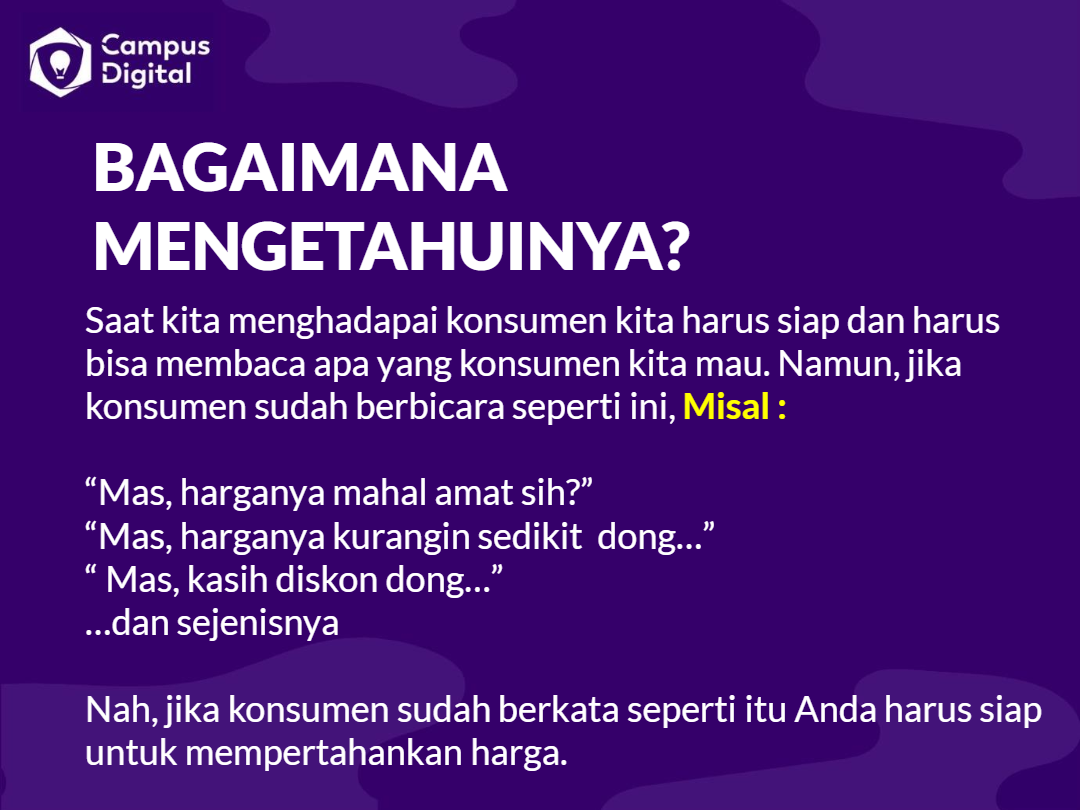 Campus
Digital
BAGAIMANA
MENGETAHUINYA?
Saat kita menghadapai konsumen kita harus siap dan harus
bisa membaca apa yang konsumen kita mau. Namun, jika
konsumen sudah berbicara seperti ini, Misal :
“Mas, harganya mahal amat sih?”
“Mas, harganya kurangin sedikit  dong...”
“ Mas, kasih diskon dong...”
...dan sejenisnya
Nah, jika konsumen sudah berkata seperti itu Anda harus siap
untuk mempertahankan harga.